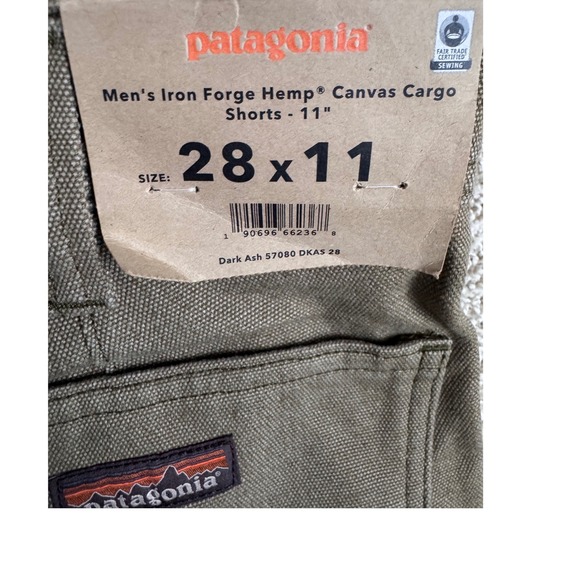 patagonia®
FAIR TRADE
CERTIFIED
SEWING
Men's Iron Forge Hemp® Canvas Cargo
Shorts - 11"
SIZE: 28 x 11
1 90696 66236 8
Dark Ash 57080 DKAS 28
patagonia®